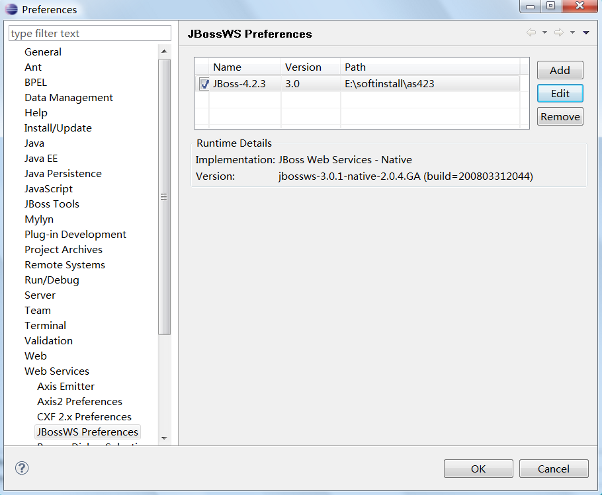 Preferences
type filter text
General
Ant
BPEL
Data Management
Help
Install/Update
Java
Java EE
Java Persistence
JavaScript
JBoss Tools
Mylyn
Plug-in Development
Project Archives
Remote Systems
Run/Debug
Server
Team
Terminal
Validation
Web
Web Services
Axis Emitter
Axis2 Preferences
CXF 2.x Preferences
JBossWS Preferences
JBossWS Preferences
Name Version Path
JBoss-4.2.3 3.0 E:\softinstall\as423
Add
Edit
Remove
Runtime Details
Implementation: JBoss Web Services - Native
Version: jbossws-3.0.1-native-2.0.4.GA (build=200803312044)
OK Cancel